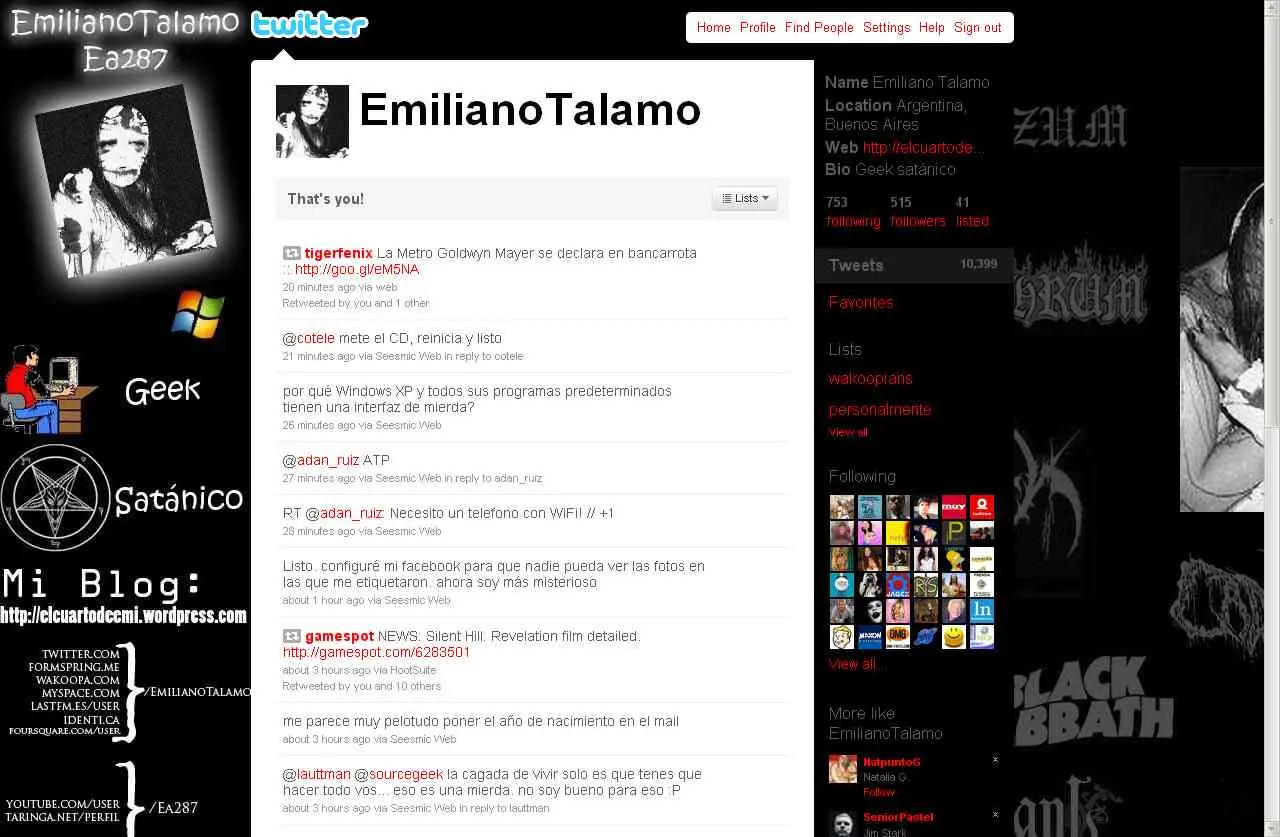 EmilianoTalamo
Ea287
Geek
Satánico
Mi Blog:
http://elcuartodeemi.wordpress.com
TWITTER.COM
FORMSPRING.ME
WAKOOPA.COM
MYSPACE.COM
LASTFM.ES/USER
IDENTI.CA
FOURSQUARE.COM/USER
/EMILIANOTALAMO
YOUTUBE.COM/USER
TARINGA.NET/PERFIL
/EA287
twitter
Home Profile Find People Settings Help Sign out
EmilianoTalamo
That's you!
Lists
tigerfenix La Metro Goldwyn Mayer se declara en bancarrota
:: http://goo.gl/eM5NA
20 minutes ago via web
Retweeted by you and 1 other
@cotele mete el CD, reinicia y listo
21 minutes ago via Seesmic Web in reply to cotele
por qué Windows XP y todos sus programas predeterminados
tienen una interfaz de mierda?
26 minutes ago via Seesmic Web
@adan_ruiz ATP
27 minutes ago via Seesmic Web in reply to adan_ruiz
RT @adan_ruiz: Necesito un telefono con WiFi! // +1
28 minutes ago via Seesmic Web
Listo. configuré mi facebook para que nadie pueda ver las fotos en
las que me etiquetaron. ahora soy más misterioso
about 1 hour ago via Seesmic Web
gamespot NEWS: Silent Hill: Revelation film detailed.
http://gamespot.com/6283501
about 3 hours ago via HootSuite
Retweeted by you and 10 others
me parece muy pelotudo poner el año de nacimiento en el mail
about 3 hours ago via Seesmic Web
@lauttman @sourcegeek la cagada de vivir solo es que tenes que
hacer todo vos... eso es una mierda. no soy bueno para eso :P
about 3 hours ago via Seesmic Web in reply to lauttman
Name Emiliano Talamo
Location Argentina,
Buenos Aires
Web http://elcuartode...
Bio Geek satánico
753 515 41
following followers listed
Tweets 10,399
Favorites
Lists
wakoopians
personalmente
View all
Following
muy
P
RS
JAGEX
In
OMG
View all...
More like
EmilianoTalamo
NatpuntoG
Natalia G.
Follow
SeniorPastel
Jim Stark
ZUM
HRUM
BLACK
BBATH